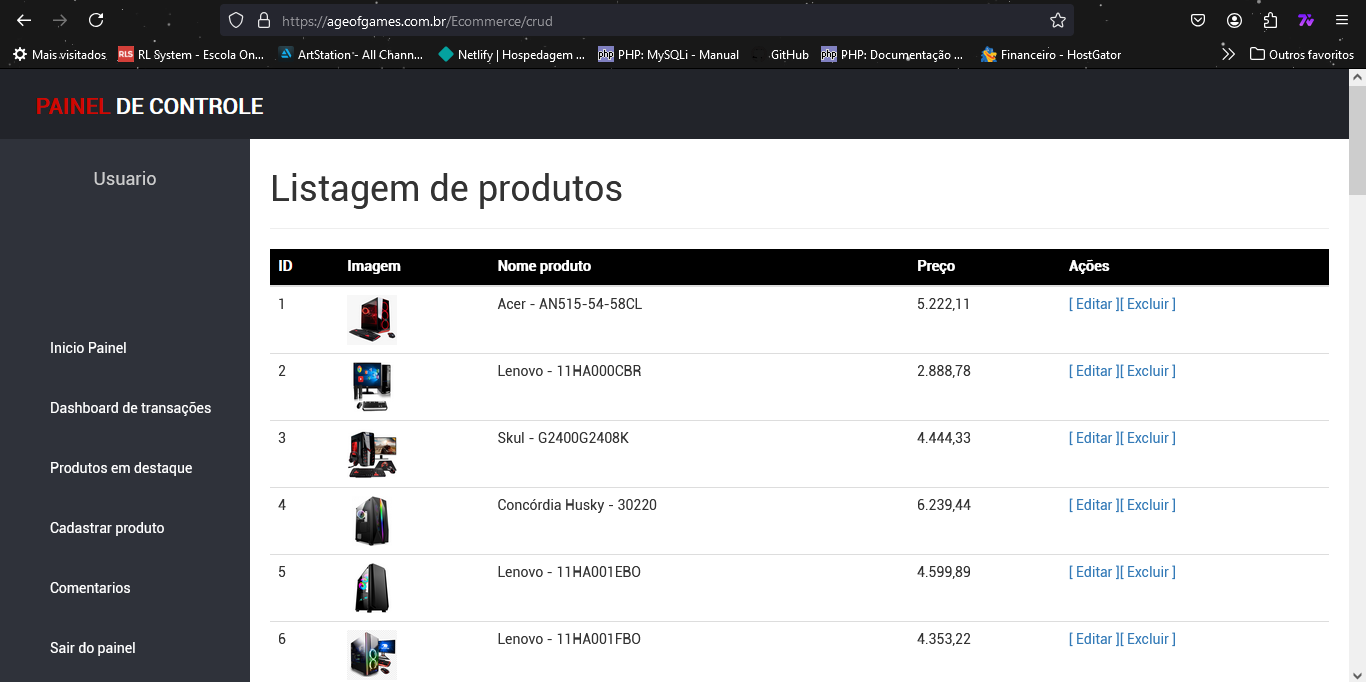 https://ageofgames.com.br/Ecommerce/crud
Mais visitados RLS RL System - Escola On... ArtStation - All Chann... Netlify | Hospedagem ... php PHP: MySQLi - Manual GitHub php PHP: Documentação ... Financeiro - HostGator Outros favoritos
PAINEL DE CONTROLE
Usuario
Inicio Painel
Dashboard de transações
Produtos em destaque
Cadastrar produto
Comentarios
Sair do painel
Listagem de produtos
ID Imagem Nome produto Preço Ações
1 Acer - AN515-54-58CL 5.222,11 [ Editar ][ Excluir ]
2 Lenovo - 11HA000CBR 2.888,78 [ Editar ][ Excluir ]
3 Skul - G2400G2408K 4.444,33 [ Editar ][ Excluir ]
4 Concórdia Husky - 30220 6.239,44 [ Editar ][ Excluir ]
5 Lenovo - 11HA001EBO 4.599,89 [ Editar ][ Excluir ]
6 Lenovo - 11HA001FBO 4.353,22 [ Editar ][ Excluir ]